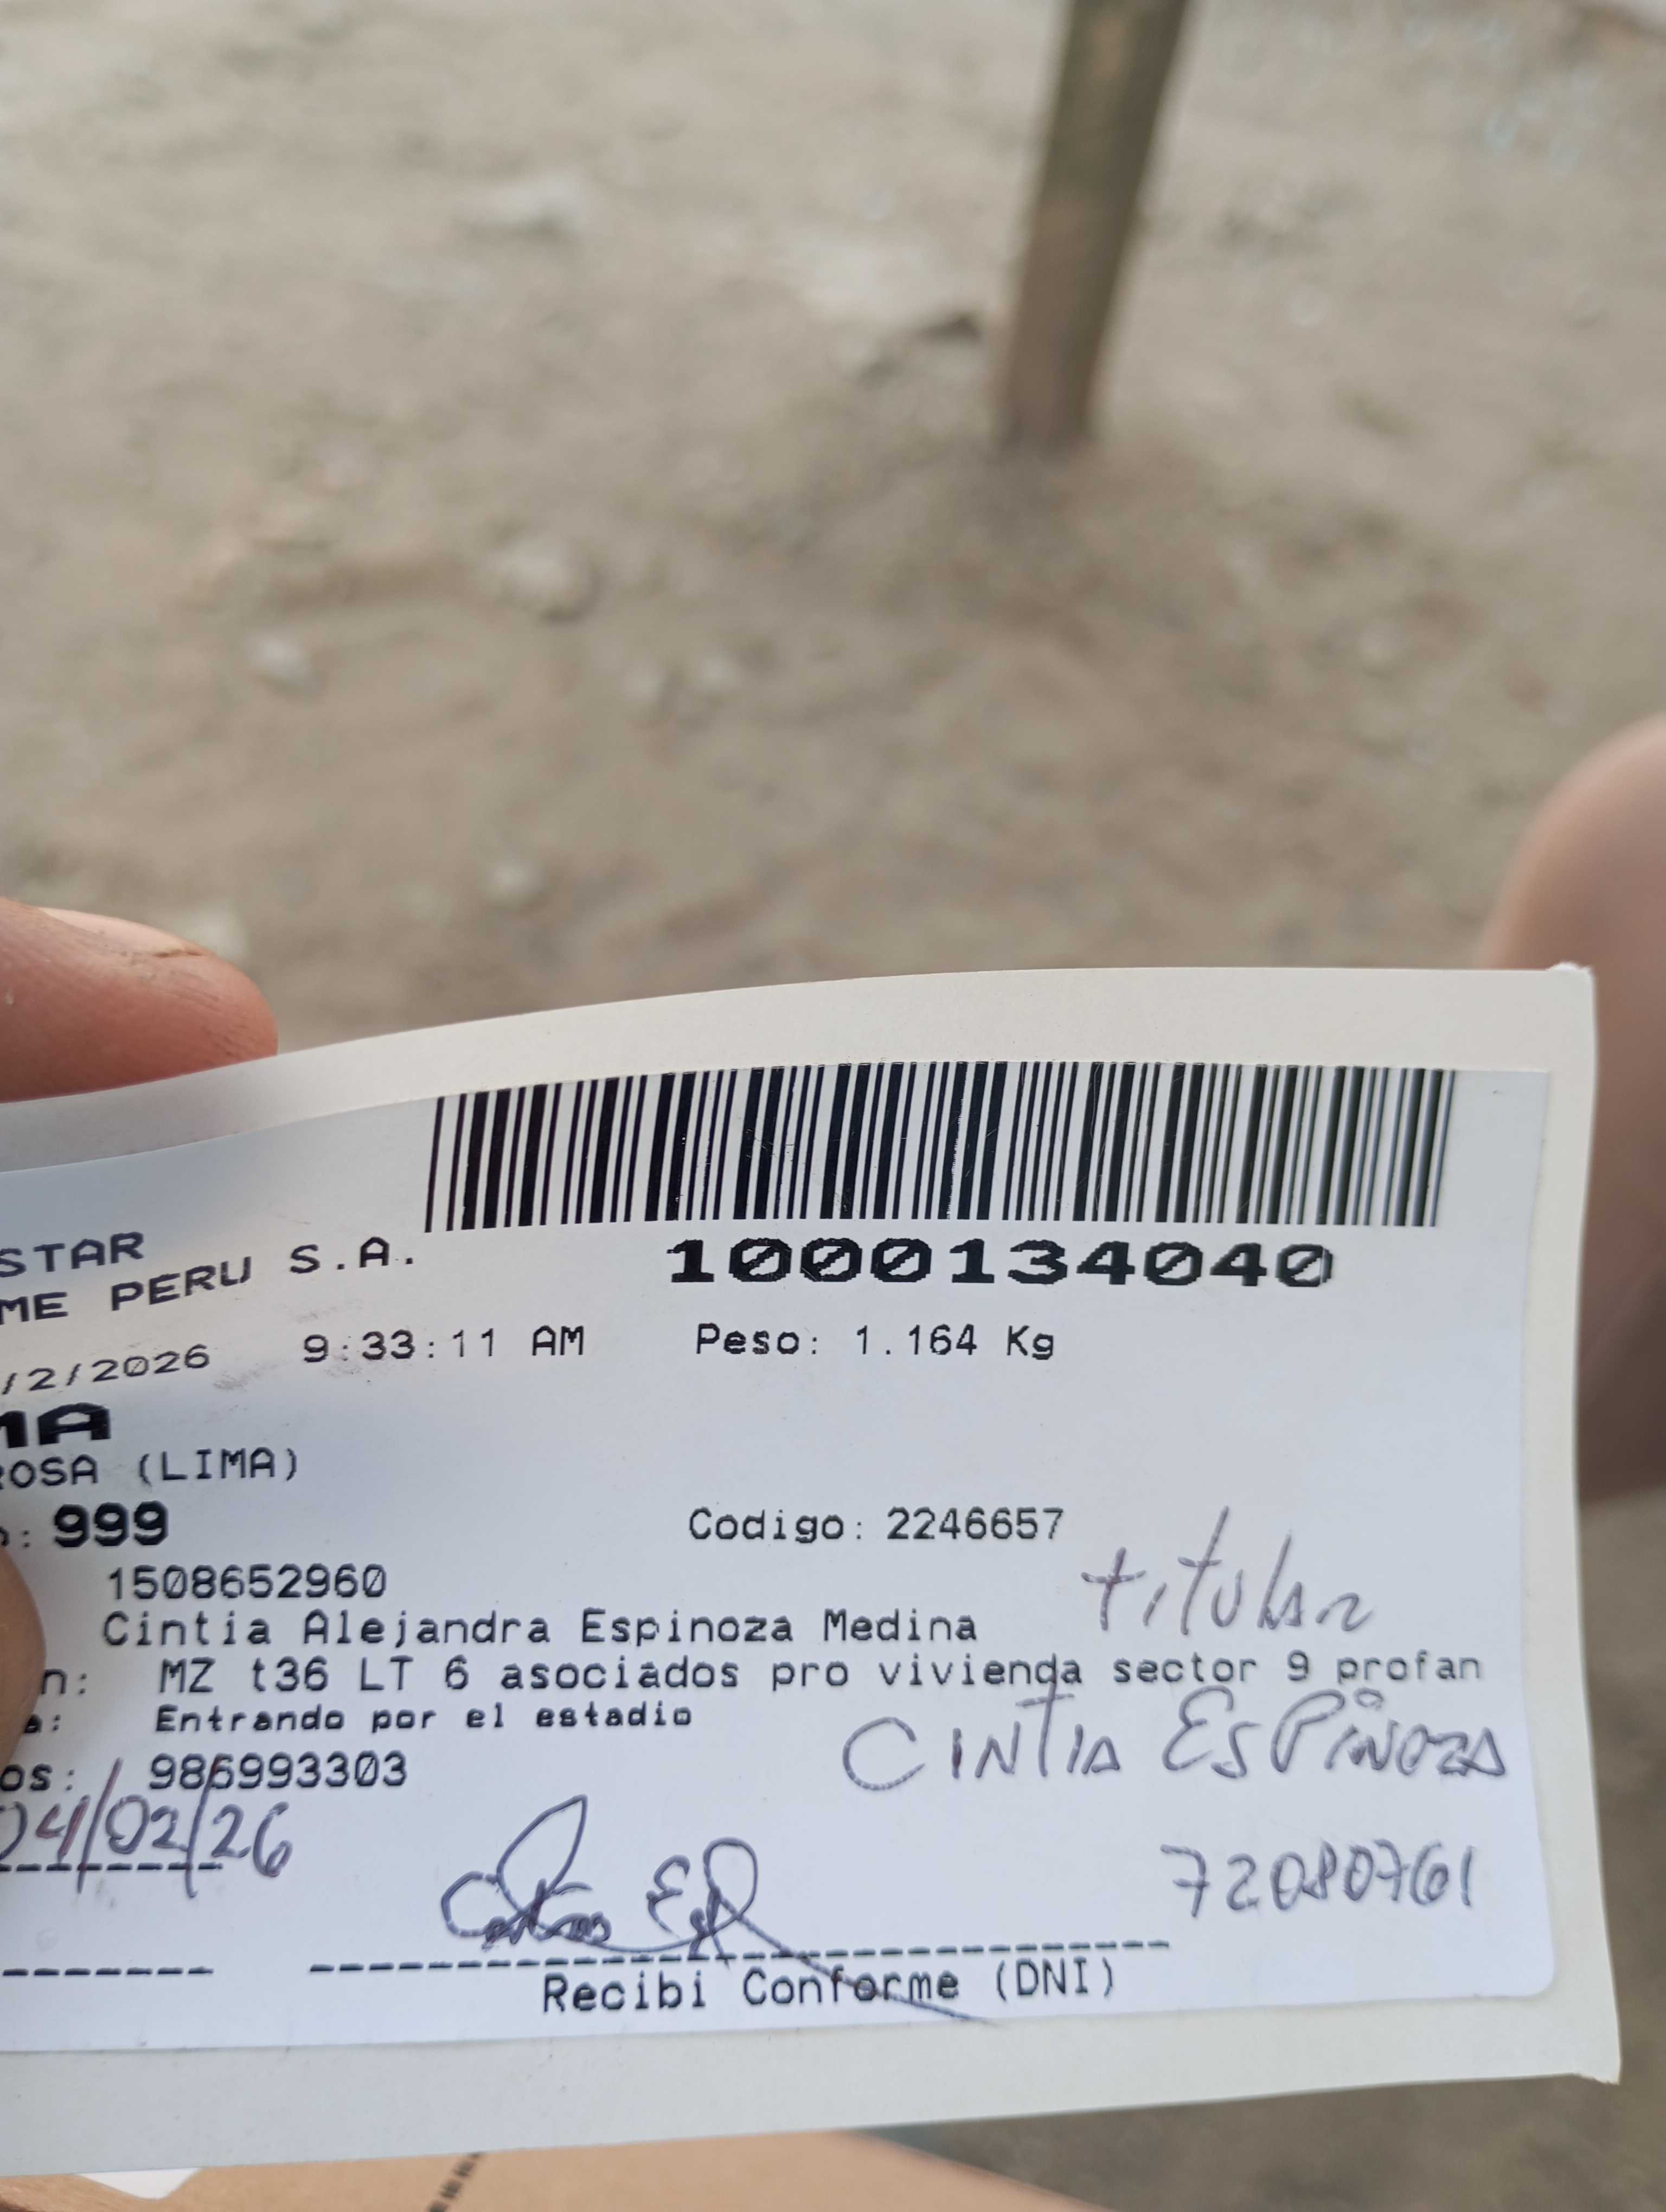 STAR
ME PERU S.A.
1000134040
/2/2026 9:33:11 AM Peso: 1.164 Kg
MA
ROSA (LIMA)
: 999 Codigo: 2246657
titular
1508652960
Cintia Alejandra Espinoza Medina
n: MZ t36 LT 6 asociados pro vivienda sector 9 profan
a: Entrando por el estadio
CINTIA ESPINOZA
os: 986993303
04/02/26
72080761
Recibi Conforme (DNI)